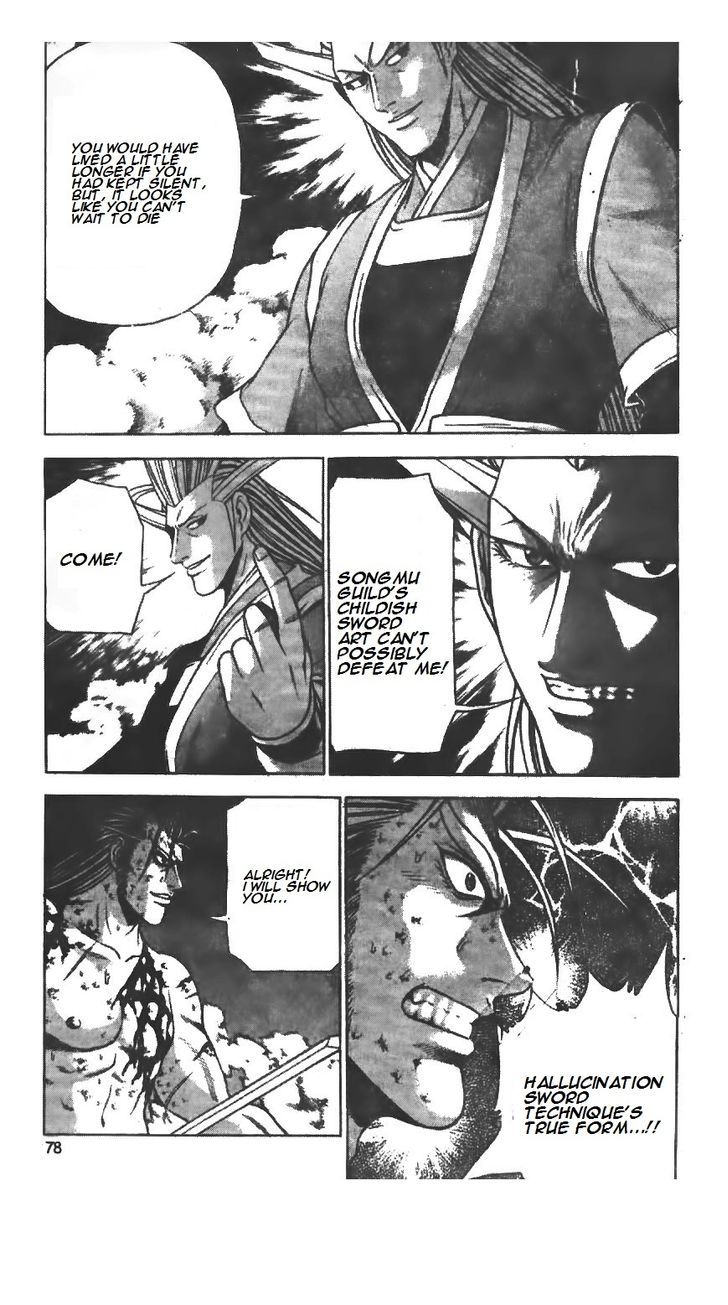 YOU WOULD HAVE
LIVED A LITTLE
LONGER IF YOU
HAD KEPT SILENT,
BUT, IT LOOKS
LIKE YOU CAN'T
WAIT TO DIE
COME!
SONGMU
GUILD'S
CHILDISH
SWORD
ART CAN'T
POSSIBLY
DEFEAT ME!
ALRIGHT!
I WILL SHOW
YOU...
HALLUCINATION
SWORD
TECHNIQUE'S
TRUE FORM...!!
78